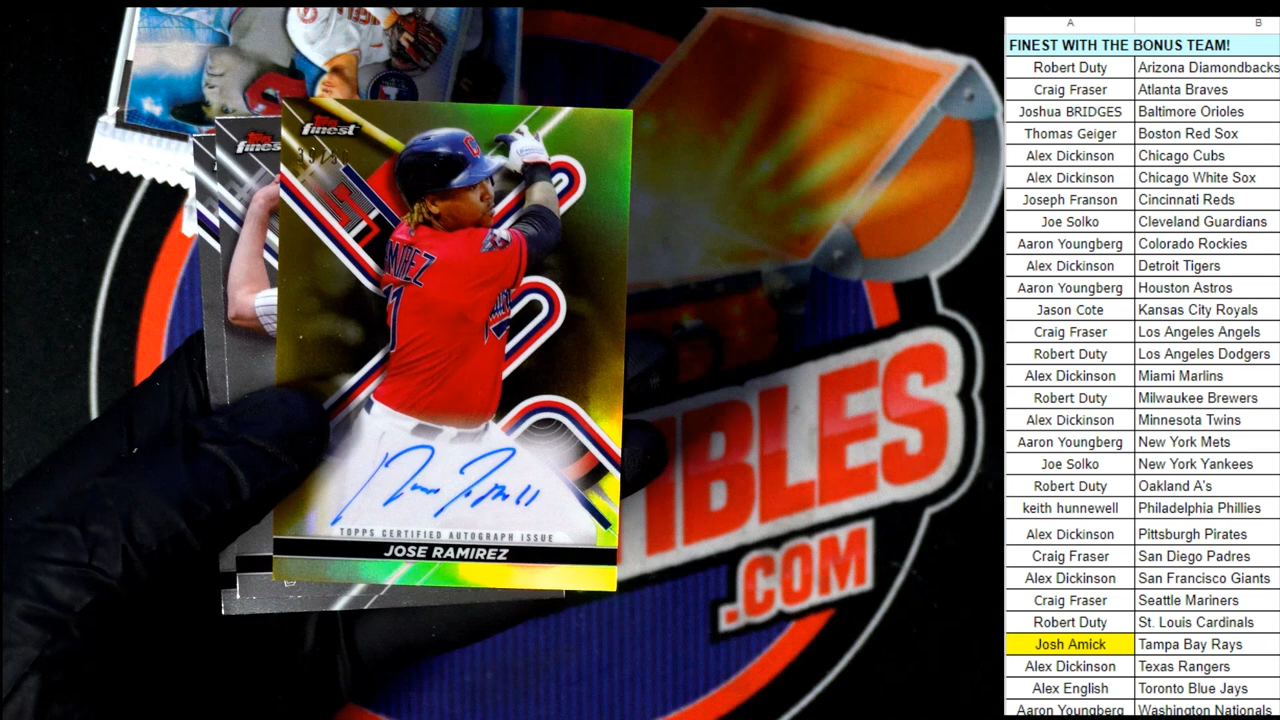 Topps
finest
Topps
fines
C
MIREZ
TOPPS CERTIFIED AUTOGRAPH ISSUE
JOSE RAMIREZ
IBLES
.COM
A B
FINEST WITH THE BONUS TEAM!
Robert Duty Arizona Diamondbacks
Craig Fraser Atlanta Braves
Joshua BRIDGES Baltimore Orioles
Thomas Geiger Boston Red Sox
Alex Dickinson Chicago Cubs
Alex Dickinson Chicago White Sox
Joseph Franson Cincinnati Reds
Joe Solko Cleveland Guardians
Aaron Youngberg Colorado Rockies
Alex Dickinson Detroit Tigers
Aaron Youngberg Houston Astros
Jason Cote Kansas City Royals
Craig Fraser Los Angeles Angels
Robert Duty Los Angeles Dodgers
Alex Dickinson Miami Marlins
Robert Duty Milwaukee Brewers
Alex Dickinson Minnesota Twins
Aaron Youngberg New York Mets
Joe Solko New York Yankees
Robert Duty Oakland A's
keith hunnewell Philadelphia Phillies
Alex Dickinson Pittsburgh Pirates
Craig Fraser San Diego Padres
Alex Dickinson San Francisco Giants
Craig Fraser Seattle Mariners
Robert Duty St. Louis Cardinals
Josh Amick Tampa Bay Rays
Alex Dickinson Texas Rangers
Alex English Toronto Blue Jays
Aaron Youngberg Washington Nationals